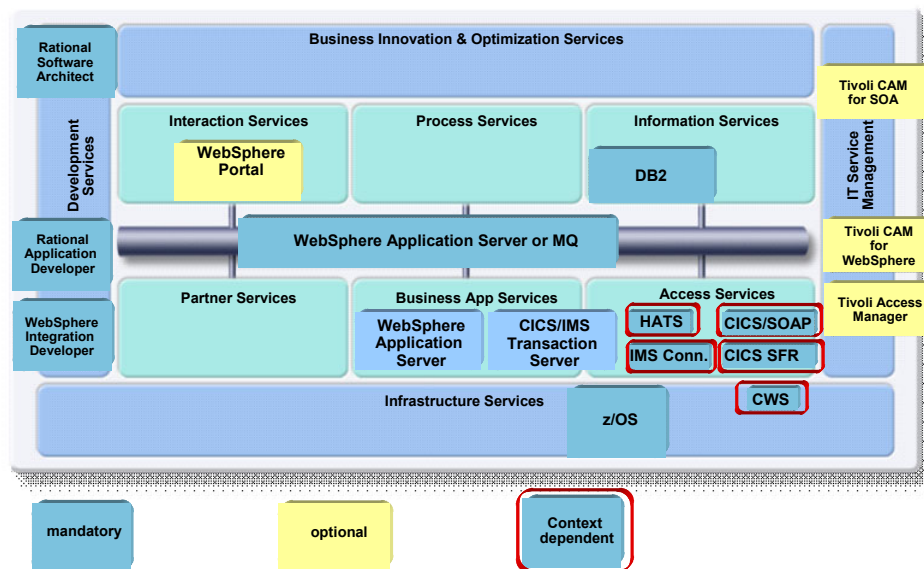 Business Innovation & Optimization Services
Rational
Software
Architect
Development
Services
Rational
Application
Developer
WebSphere
Integration
Developer
Interaction Services
WebSphere
Portal
Process Services
Information Services
DB2
WebSphere Application Server or MQ
Partner Services
Business App Services
WebSphere
Application
Server
CICS/IMS
Transaction
Server
Access Services
HATS
CICS/SOAP
IMS Conn.
CICS SFR
CWS
Infrastructure Services
z/OS
IT Service
Management
Tivoli CAM
for SOA
Tivoli CAM
for
WebSphere
Tivoli Access
Manager
mandatory
optional
Context
dependent